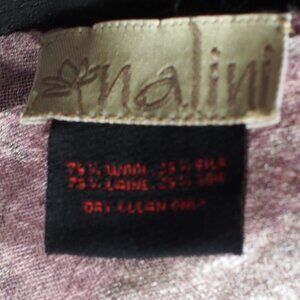 nalini
75% WOOL 25% SILK
75% LAINE 25% SOIE
DRY CLEAN ONLY